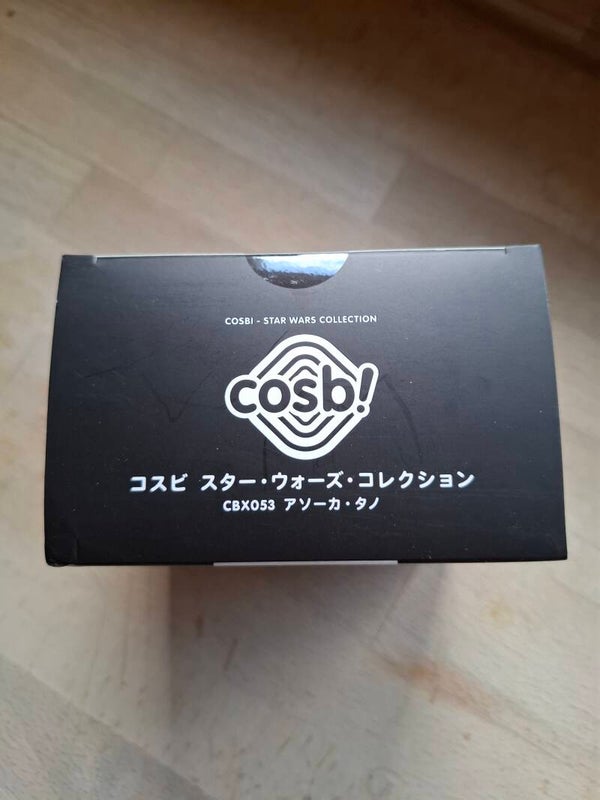 COSBI - STAR WARS COLLECTION
cosb!
コスビ スター・ウォーズ・コレクション
CBX053 アソーカ・タノ